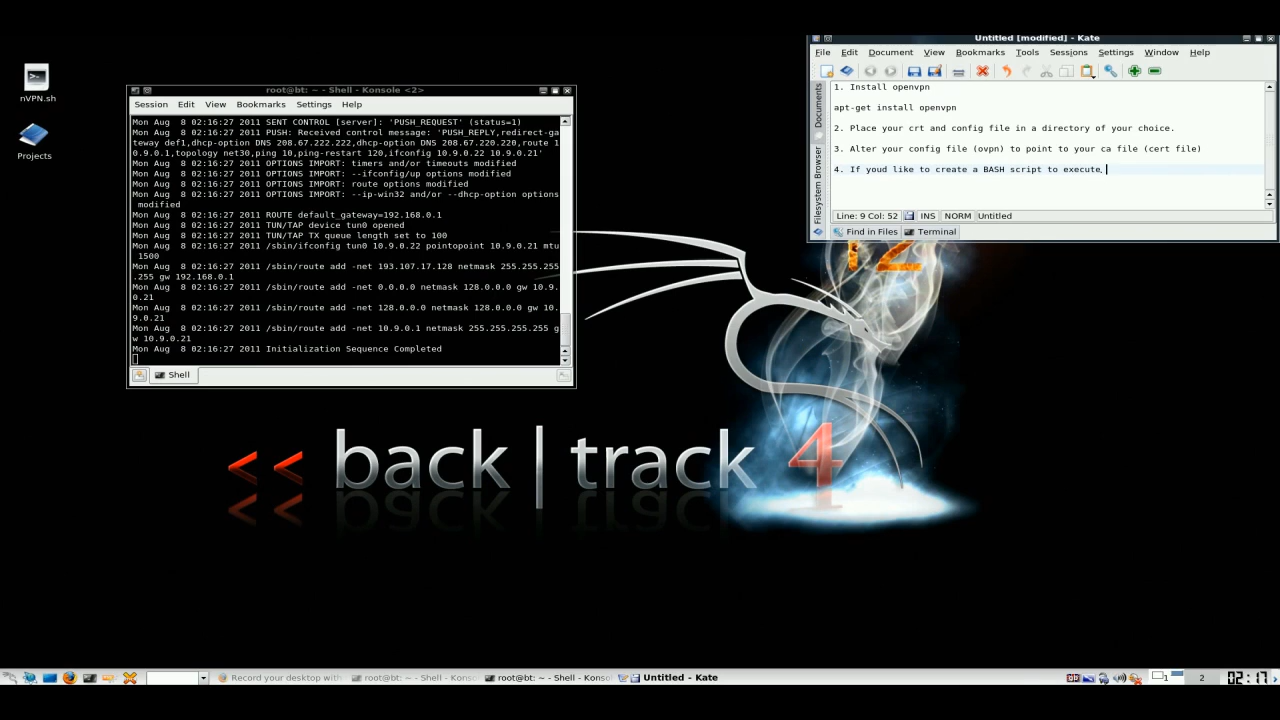 nVPN.sh
Projects
root@bt: ~ - Shell - Konsole <2>
Session Edit View Bookmarks Settings Help
Mon Aug  8 02:16:27 2011 SENT CONTROL [server]: 'PUSH_REQUEST' (status=1)
Mon Aug  8 02:16:27 2011 PUSH: Received control message: 'PUSH_REPLY,redirect-ga
teway def1,dhcp-option DNS 208.67.222.222,dhcp-option DNS 208.67.220.220,route 1
0.9.0.1,topology net30,ping 10,ping-restart 120,ifconfig 10.9.0.22 10.9.0.21'
Mon Aug  8 02:16:27 2011 OPTIONS IMPORT: timers and/or timeouts modified
Mon Aug  8 02:16:27 2011 OPTIONS IMPORT: --ifconfig/up options modified
Mon Aug  8 02:16:27 2011 OPTIONS IMPORT: route options modified
Mon Aug  8 02:16:27 2011 OPTIONS IMPORT: --ip-win32 and/or --dhcp-option options
 modified
Mon Aug  8 02:16:27 2011 ROUTE default_gateway=192.168.0.1
Mon Aug  8 02:16:27 2011 TUN/TAP device tun0 opened
Mon Aug  8 02:16:27 2011 TUN/TAP TX queue length set to 100
Mon Aug  8 02:16:27 2011 /sbin/ifconfig tun0 10.9.0.22 pointopoint 10.9.0.21 mtu
 1500
Mon Aug  8 02:16:27 2011 /sbin/route add -net 193.107.17.128 netmask 255.255.255
.255 gw 192.168.0.1
Mon Aug  8 02:16:27 2011 /sbin/route add -net 0.0.0.0 netmask 128.0.0.0 gw 10.9.
0.21
Mon Aug  8 02:16:27 2011 /sbin/route add -net 128.0.0.0 netmask 128.0.0.0 gw 10.
9.0.21
Mon Aug  8 02:16:27 2011 /sbin/route add -net 10.9.0.1 netmask 255.255.255.255 g
w 10.9.0.21
Mon Aug  8 02:16:27 2011 Initialization Sequence Completed
Shell
Untitled [modified] - Kate
File Edit Document View Bookmarks Tools Sessions Settings Window Help
Documents
Filesystem Browser
1. Install openvpn
apt-get install openvpn
2. Place your crt and config file in a directory of your choice.
3. Alter your config file (ovpn) to point to your ca file (cert file)
4. If youd like to create a BASH script to execute,
Line: 9 Col: 52 INS NORM Untitled
Find in Files Terminal
<< back | track 4
Record your desktop with root@bt: ~ - Shell - Konso root@bt: ~ - Shell - Konso Untitled - Kate 1 2 02:17